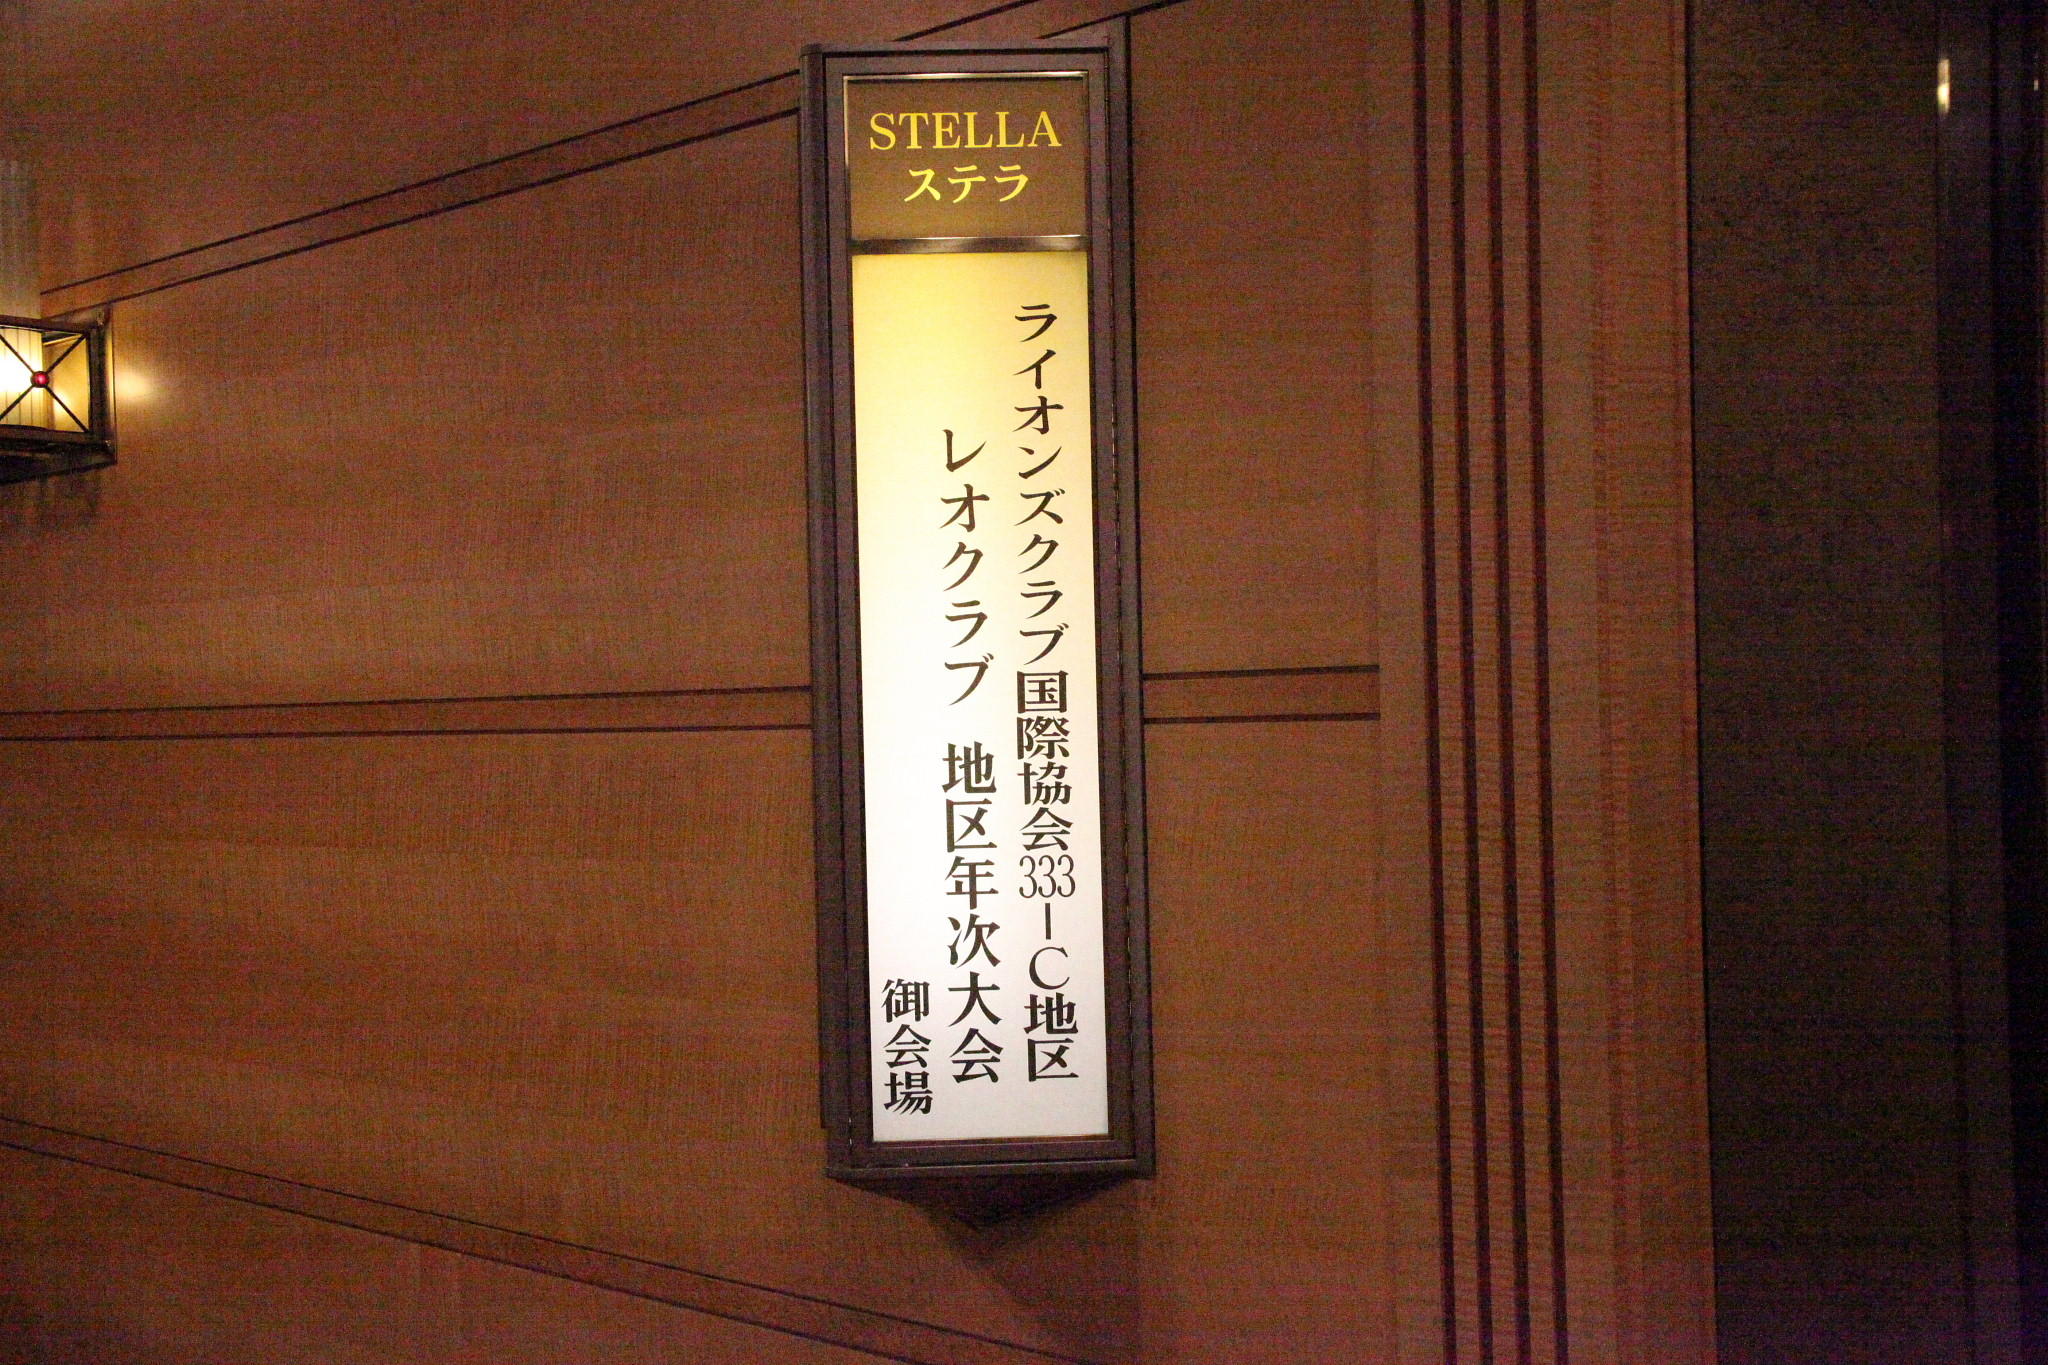 STELLA
ステラ
ライオンズクラブ国際協会333-C地区
レオクラブ 地区年次大会
御会場